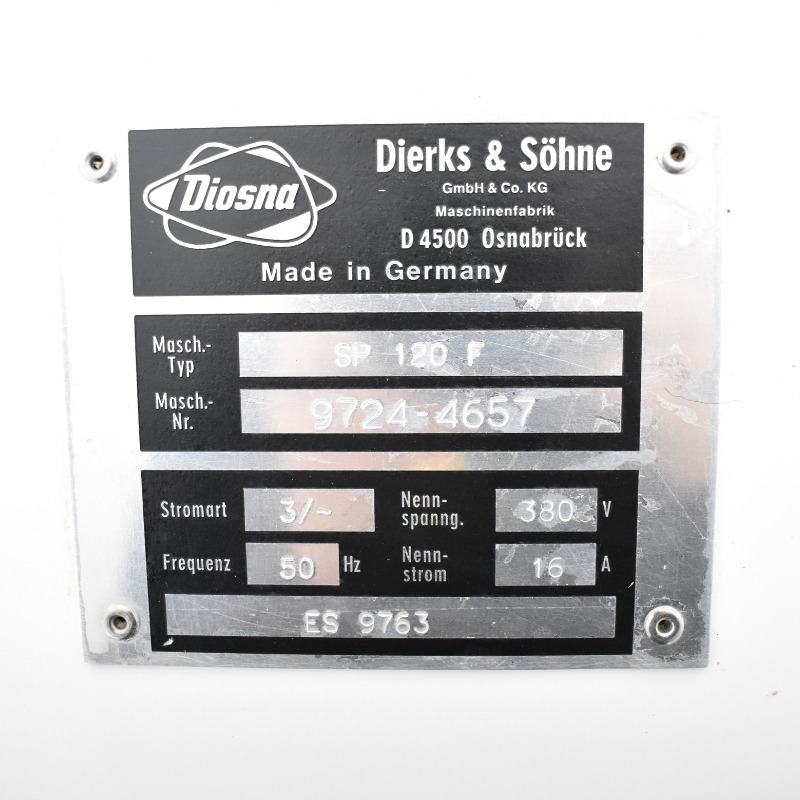 Diosna
Dierks & Söhne
GmbH & Co. KG
Maschinenfabrik
D 4500 Osnabrück
Made in Germany
Masch.-
Typ
SP 120 F
Masch.-
Nr.
9724-4657
Stromart 3/~
Nenn-
spanng. 380 V
Frequenz 50 Hz
Nenn-
strom 16 A
ES 9763